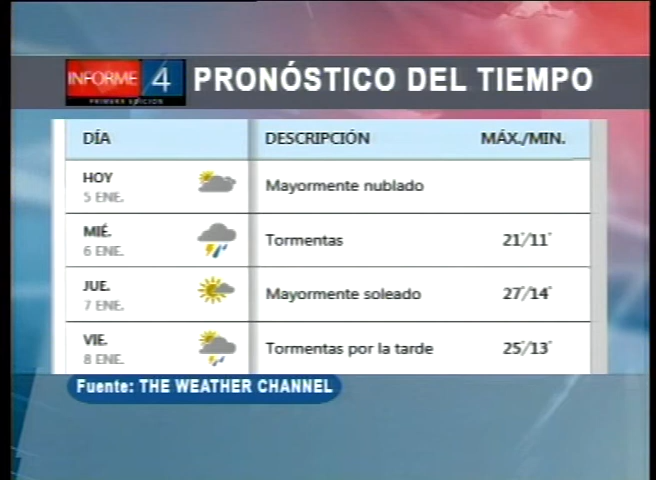 INFORME 4
PRIMERA EDICION
PRONÓSTICO DEL TIEMPO
DÍA DESCRIPCIÓN MÁX./MIN.
HOY
5 ENE.
Mayormente nublado
MIÉ.
6 ENE.
Tormentas 21°/11°
JUE.
7 ENE.
Mayormente soleado 27°/14°
VIE.
8 ENE.
Tormentas por la tarde 25°/13°
Fuente: THE WEATHER CHANNEL